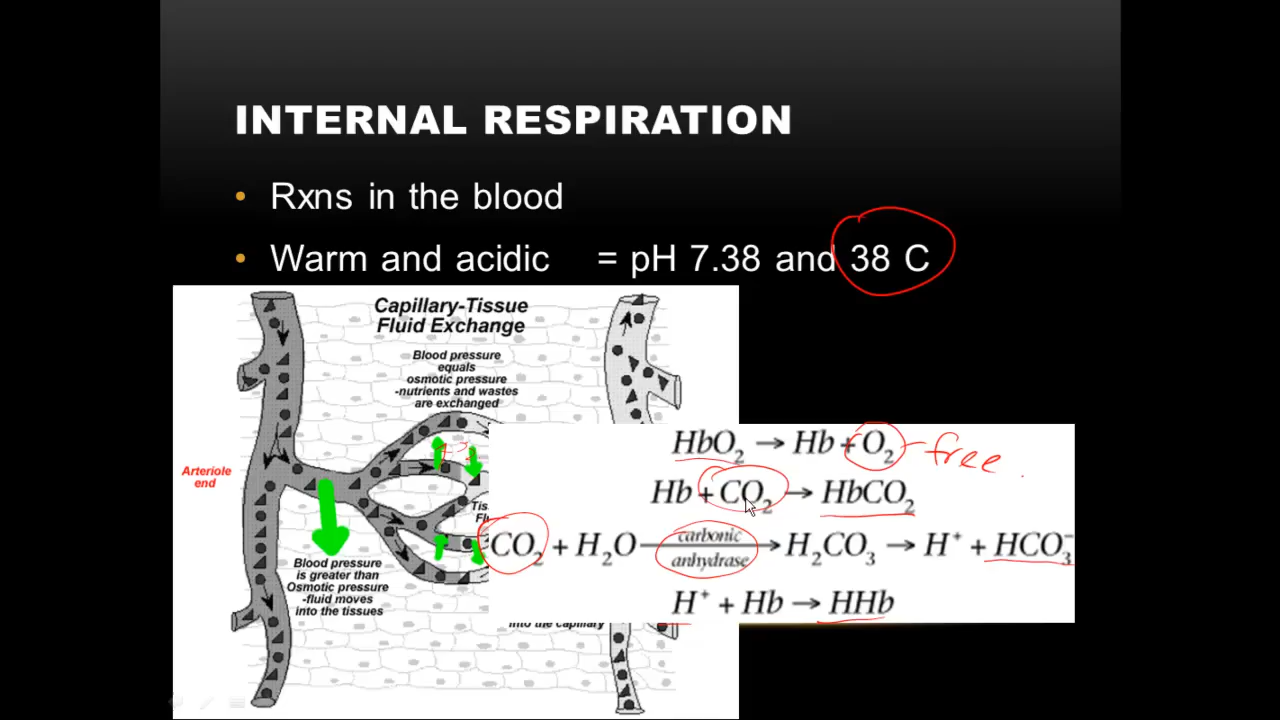 INTERNAL RESPIRATION
• Rxns in the blood
• Warm and acidic = pH 7.38 and 38 C
Capillary-Tissue
Fluid Exchange
Blood pressure
equals
osmotic pressure
-nutrients and wastes
are exchanged
Arteriole
end
Blood pressure
is greater than
Osmotic pressure
-fluid moves
into the tissues
into the capillary
HbO₂ → Hb + O₂ free
Hb + CO₂ → HbCO₂
CO₂ + H₂O carbonic anhydrase → H₂CO₃ → H⁺ + HCO₃⁻
H⁺ + Hb → HHb